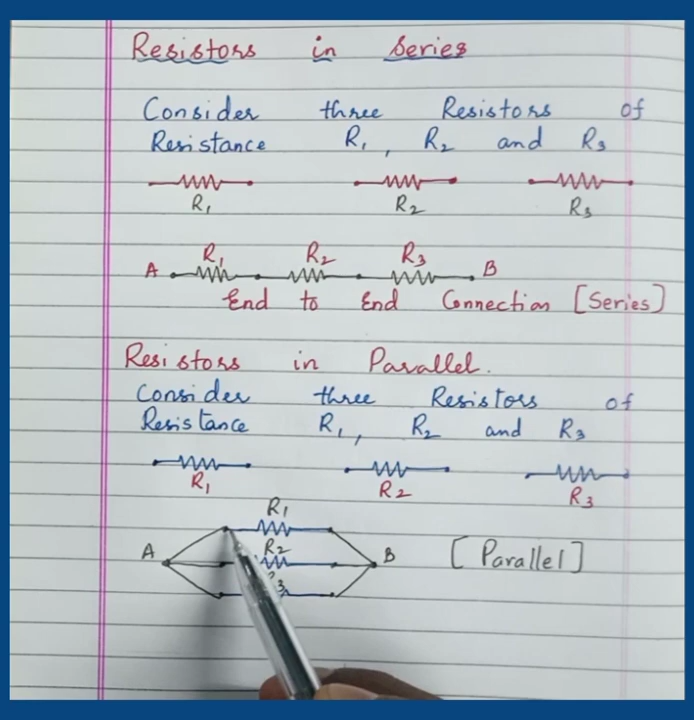 Resistors in Series
Consider three Resistors of
Resistance R₁, R₂ and R₃
R₁ R₂ R₃
A R₁ R₂ R₃ B
End to End Connection [Series]
Resistors in Parallel.
Consider three Resistors of
Resistance R₁, R₂ and R₃
R₁ R₂ R₃
R₁
A R₂ B [Parallel]